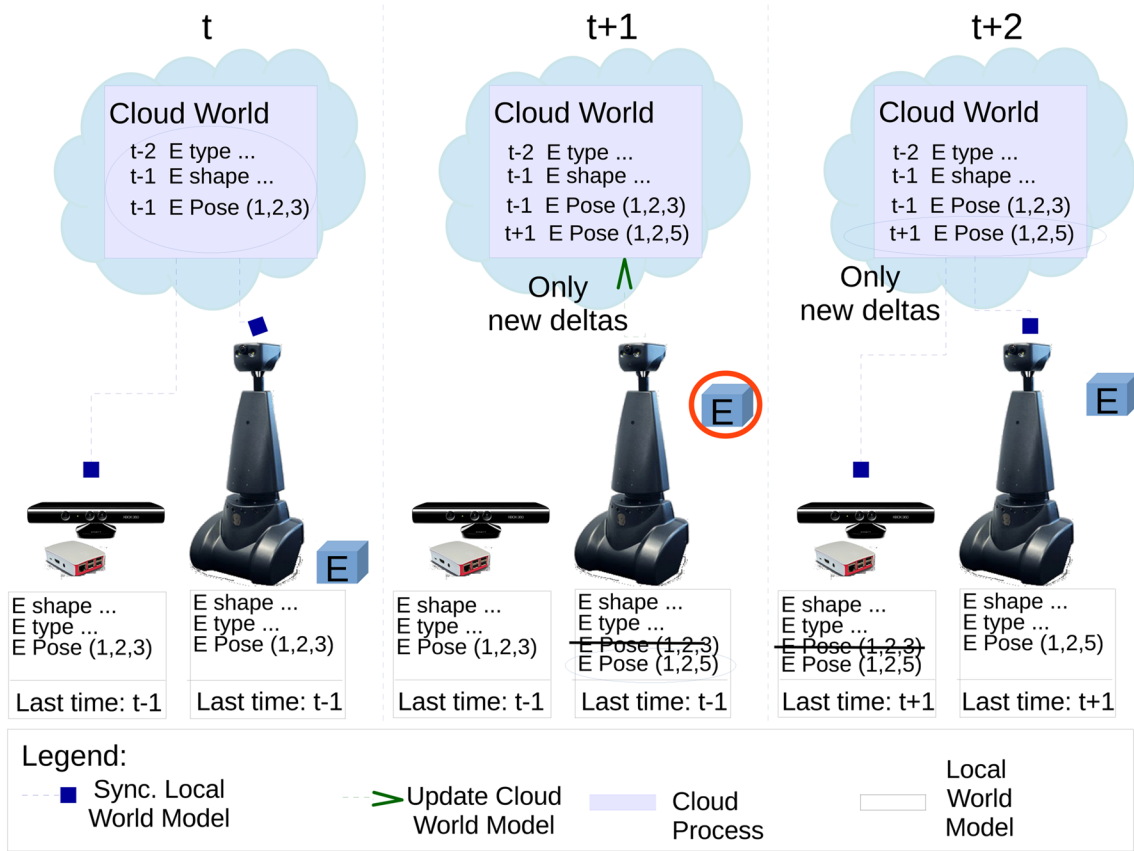 t
t+1
t+2
Cloud World
t-2 E type ...
t-1 E shape ...
t-1 E Pose (1,2,3)
Cloud World
t-2 E type ...
t-1 E shape ...
t-1 E Pose (1,2,3)
t+1 E Pose (1,2,5)
Cloud World
t-2 E type ...
t-1 E shape ...
t-1 E Pose (1,2,3)
t+1 E Pose (1,2,5)
Only
new deltas
Only
new deltas
E
E
E
XBOX 360
XBOX 360
XBOX 360
E shape ...
E type ...
E Pose (1,2,3)
Last time: t-1
E shape ...
E type ...
E Pose (1,2,3)
Last time: t-1
E shape ...
E type ...
E Pose (1,2,3)
Last time: t-1
E shape ...
E type ...
E Pose (1,2,3)
E Pose (1,2,5)
Last time: t-1
E shape ...
E type ...
E Pose (1,2,3)
E Pose (1,2,5)
Last time: t+1
E shape ...
E type ...
E Pose (1,2,5)
Last time: t+1
Legend:
Sync. Local
World Model
Update Cloud
World Model
Cloud
Process
Local
World
Model